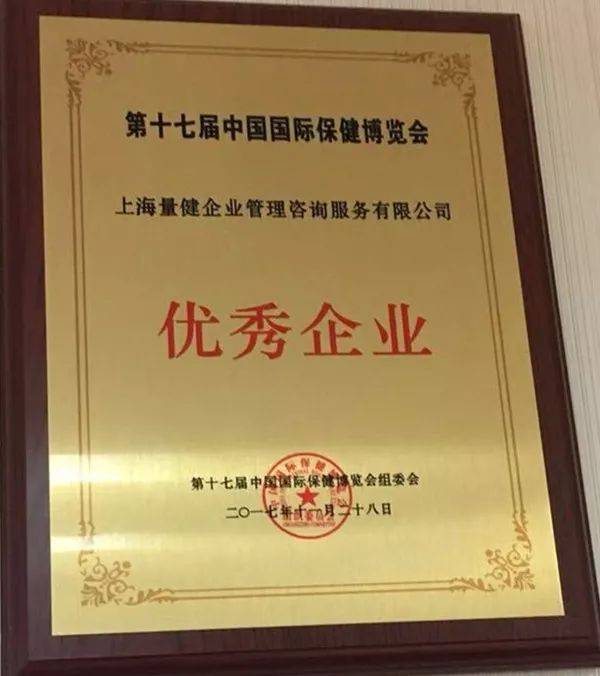 第十七届中国国际保健博览会
上海量健企业管理咨询服务有限公司
优秀企业
第十七届中国国际保健博览会组委会
二〇一七年十一月二十八日